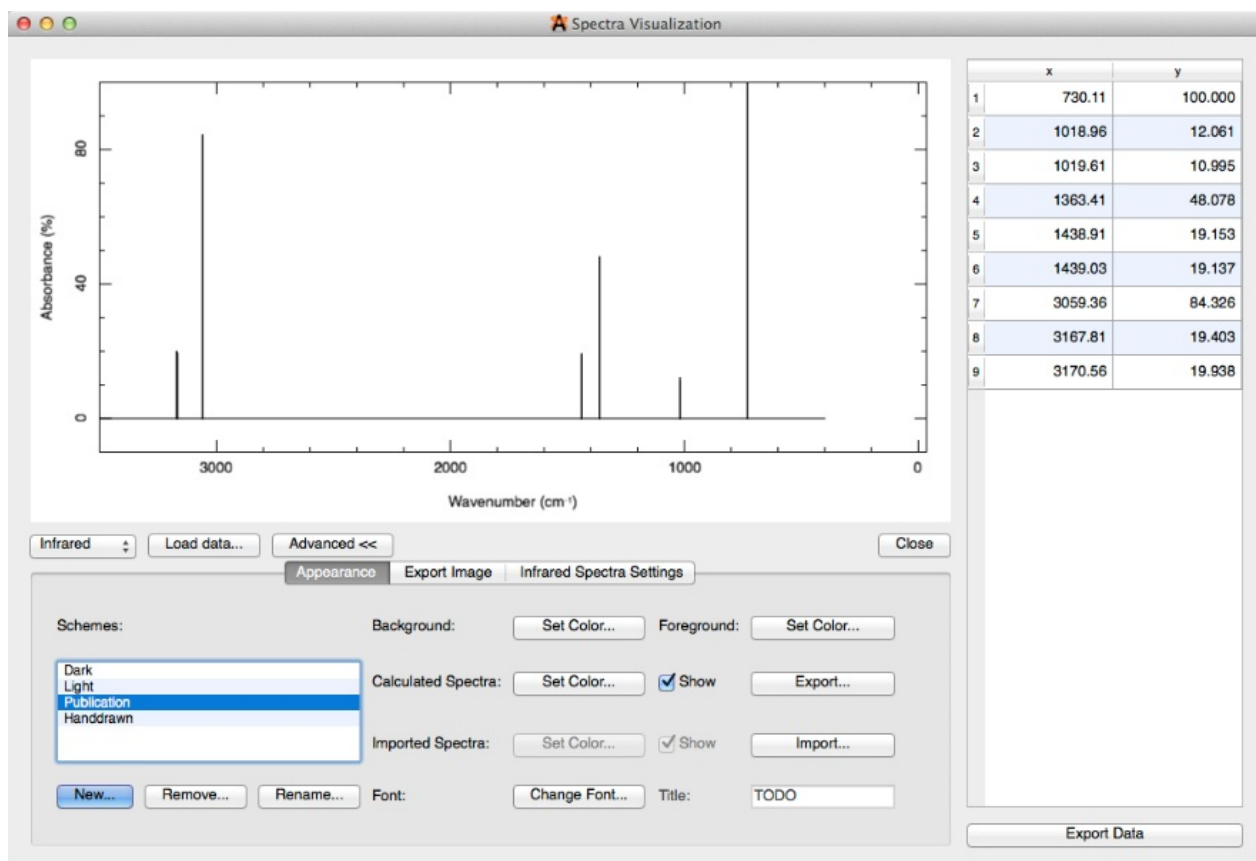 Spectra Visualization
80
40
0
Absorbance (%)
3000 2000 1000 0
Wavenumber (cm⁻¹)
x y
1 730.11 100.000
2 1018.96 12.061
3 1019.61 10.995
4 1363.41 48.078
5 1438.91 19.153
6 1439.03 19.137
7 3059.36 84.326
8 3167.81 19.403
9 3170.56 19.938
Infrared Load data... Advanced << Close
Appearance Export Image Infrared Spectra Settings
Schemes: Background: Set Color... Foreground: Set Color...
Dark
Light
Publication
Handdrawn
Calculated Spectra: Set Color... Show Export...
Imported Spectra: Set Color... Show Import...
New... Remove... Rename... Font: Change Font... Title: TODO
Export Data